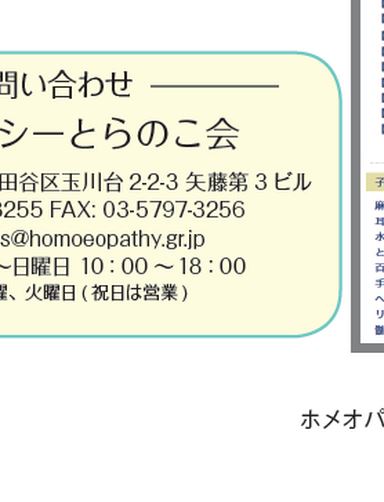 問い合わせ
シーとらのこ会
田谷区玉川台 2-2-3 矢藤第 3 ビル
3255 FAX: 03-5797-3256
s@homoeopathy.gr.jp
～日曜日 10：00 ～ 18：00
曜、火曜日 ( 祝日は営業 )
子
麻
耳
水
と
百
手
へ
リ
髄
ホメオパ